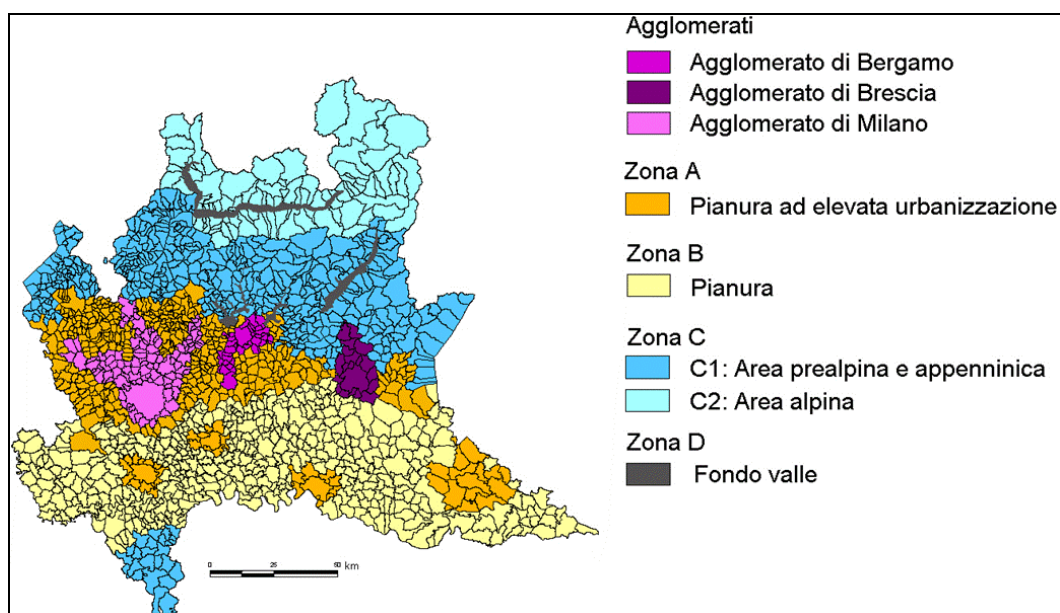 Agglomerati
Agglomerato di Bergamo
Agglomerato di Brescia
Agglomerato di Milano
Zona A
Pianura ad elevata urbanizzazione
Zona B
Pianura
Zona C
C1: Area prealpina e appenninica
C2: Area alpina
Zona D
Fondo valle
0 25 50
km